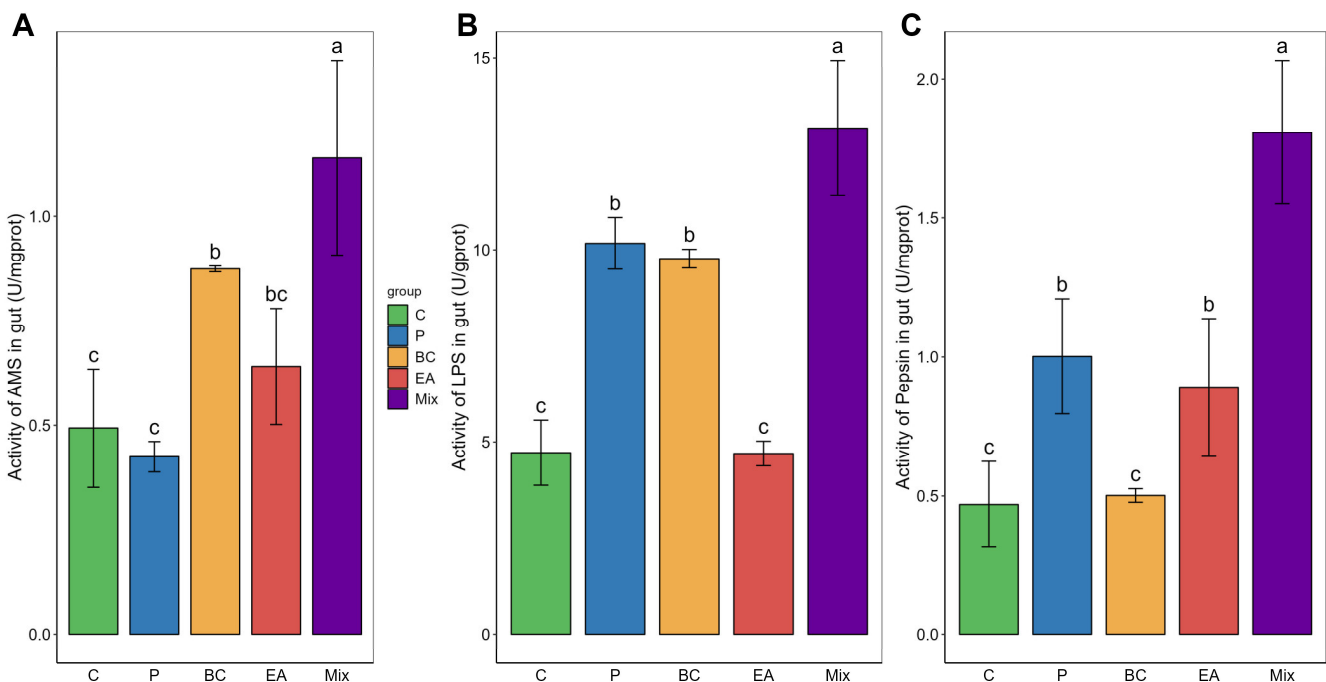 A
Activity of AMS in gut (U/mgprot)
1.0
0.5
0.0
c
c
b
bc
a
C
P
BC
EA
Mix
group
C
P
BC
EA
Mix
B
Activity of LPS in gut (U/gprot)
15
10
5
0
c
b
b
c
a
C
P
BC
EA
Mix
C
Activity of Pepsin in gut (U/mgprot)
2.0
1.5
1.0
0.5
0.0
c
b
c
b
a
C
P
BC
EA
Mix